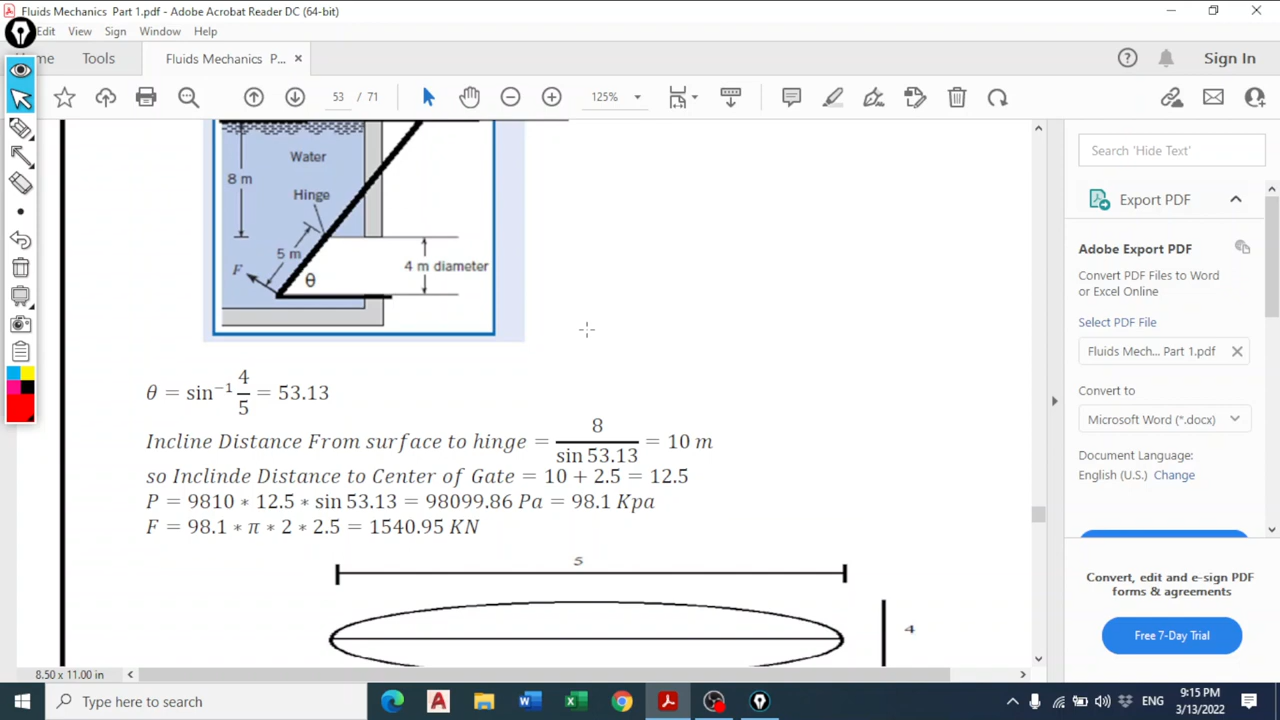 Fluids Mechanics Part 1.pdf - Adobe Acrobat Reader DC (64-bit)
Edit View Sign Window Help
me Tools Fluids Mechanics P... ×
Sign In
53 / 71
125%
Search 'Hide Text'
Export PDF
Adobe Export PDF
Convert PDF Files to Word
or Excel Online
Select PDF File
Fluids Mech... Part 1.pdf
Convert to
Microsoft Word (*.docx)
Document Language:
English (U.S.) Change
Convert, edit and e-sign PDF
forms & agreements
Free 7-Day Trial
Water
8 m
Hinge
5 m
F
θ
4 m diameter
θ = sin⁻¹ 4/5 = 53.13
Incline Distance From surface to hinge = 8/sin 53.13 = 10 m
so Inclinde Distance to Center of Gate = 10 + 2.5 = 12.5
P = 9810 * 12.5 * sin 53.13 = 98099.86 Pa = 98.1 Kpa
F = 98.1 * π * 2 * 2.5 = 1540.95 KN
5
4
8.50 x 11.00 in
Type here to search
ENG
9:15 PM
3/13/2022